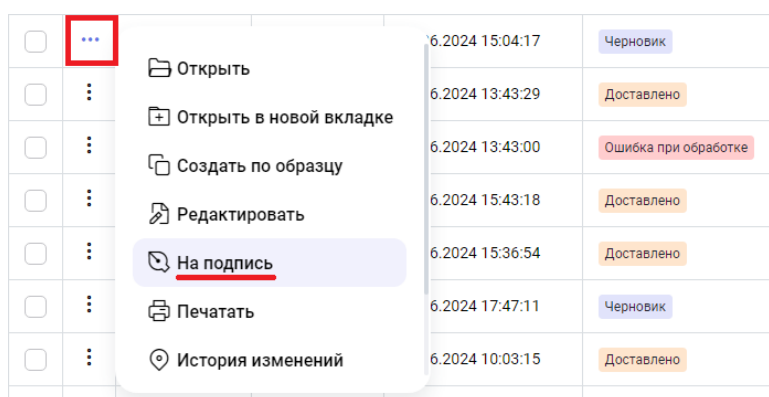 6.2024 15:04:17 Черновик
Открыть
6.2024 13:43:29 Доставлено
Открыть в новой вкладке
6.2024 13:43:00 Ошибка при обработке
Создать по образцу
6.2024 15:43:18 Доставлено
Редактировать
6.2024 15:36:54 Доставлено
На подпись
6.2024 17:47:11 Черновик
Печатать
6.2024 10:03:15 Доставлено
История изменений